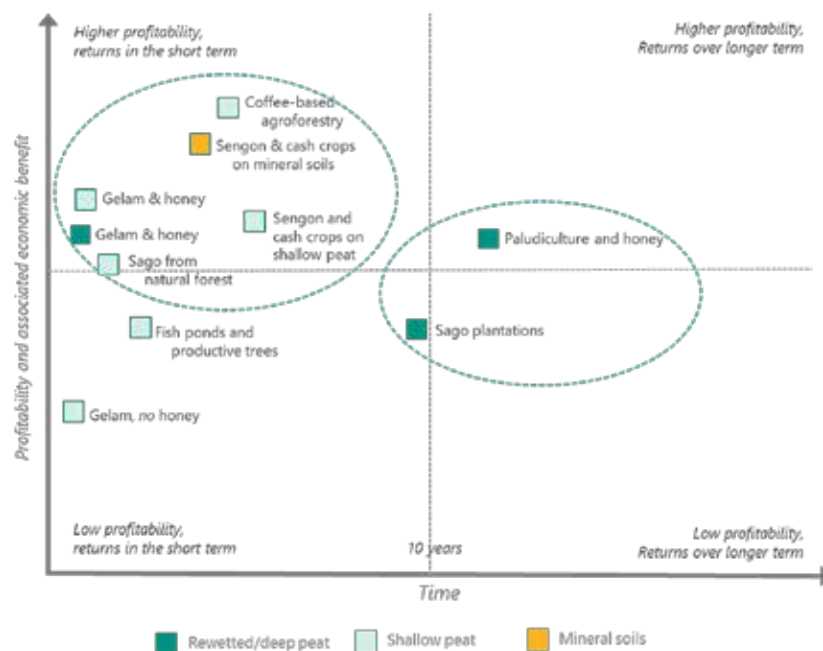 Higher profitability,
returns in the short term
Higher profitability,
Returns over longer term
Coffee-based
agroforestry
Sengon & cash crops
on mineral soils
Gelam & honey
Sengon and
cash crops on
shallow peat
Gelam & honey
Paludiculture and honey
Sago from
natural forest
Fish ponds and
productive trees
Sago plantations
Gelam, no honey
Profitability and associated economic benefit
Low profitability,
returns in the short term
10 years
Low profitability,
Returns over longer term
Time
Rewetted/deep peat
Shallow peat
Mineral soils